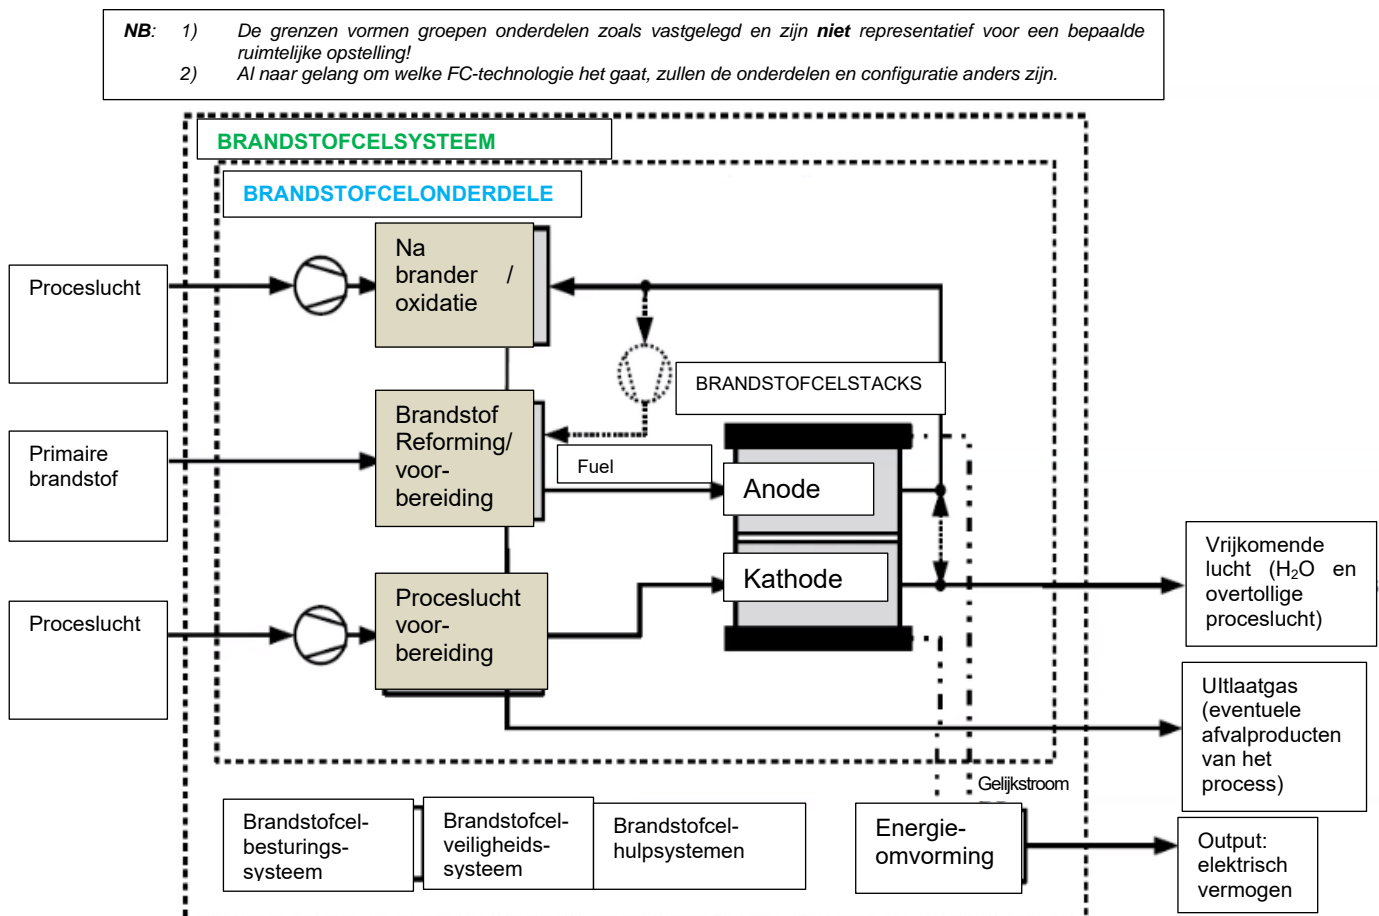 NB: 1) De grenzen vormen groepen onderdelen zoals vastgelegd en zijn niet representatief voor een bepaalde
ruimtelijke opstelling!
2) Al naar gelang om welke FC-technologie het gaat, zullen de onderdelen en configuratie anders zijn.
BRANDSTOFCELSYSTEEM
BRANDSTOFCELONDERDELE
Proceslucht
Na
brander /
oxidatie
BRANDSTOFCELSTACKS
Primaire
brandstof
Brandstof
Reforming/
voor-
bereiding
Fuel
Anode
Kathode
Proceslucht
Proceslucht
voor-
bereiding
Vrijkomende
lucht (H₂O en
overtollige
proceslucht)
UItlaatgas
(eventuele
afvalproducten
van het
process)
Gelijkstroom
Brandstofcel-
besturings-
systeem
Brandstofcel-
veiligheids-
systeem
Brandstofcel-
hulpsystemen
Energie-
omvorming
Output:
elektrisch
vermogen